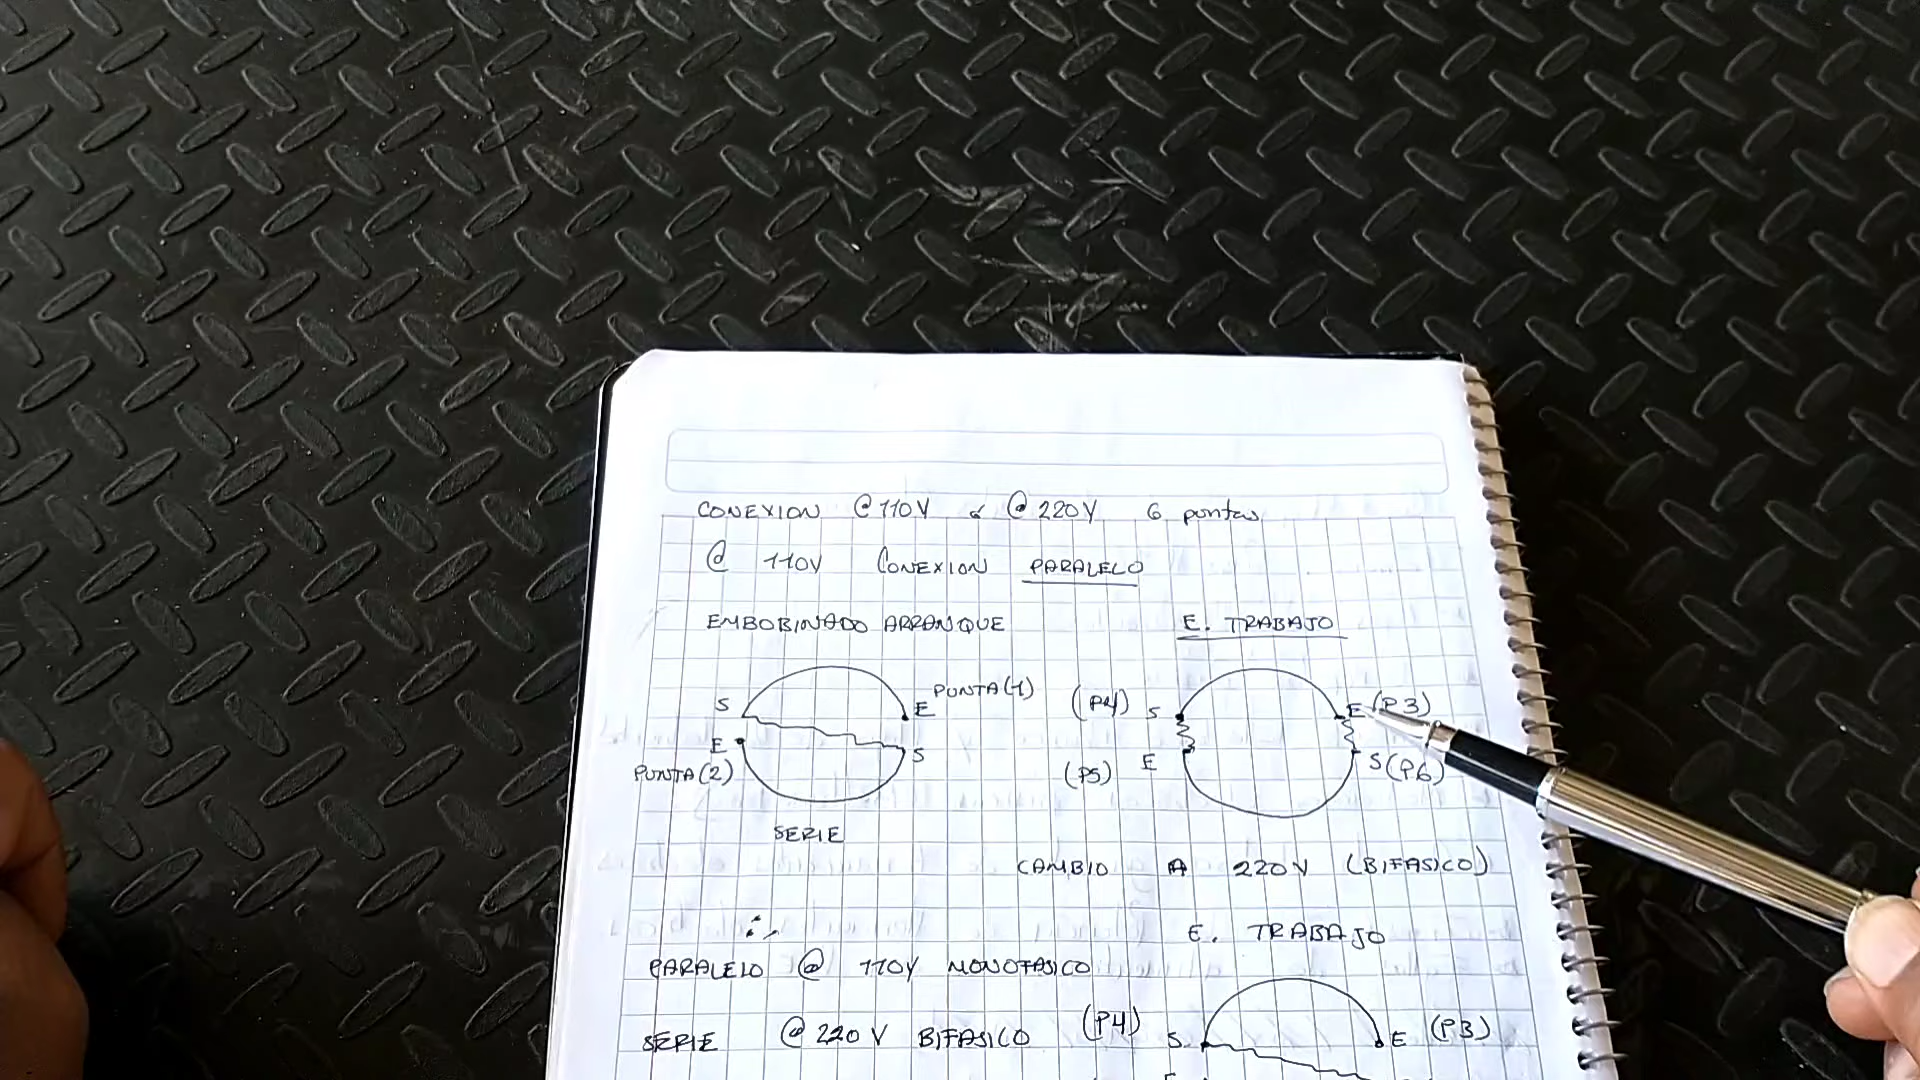 CONEXION @ 110V ó @ 220V 6 puntas
@ 110V CONEXION PARALELO
EMBOBINADO ARRANQUE
E. TRABAJO
S
E PUNTA(1)
E
S
PUNTA(2)
SERIE
(P4) S
E (P3)
(P5) E
S (P6)
CAMBIO A 220V (BIFASICO)
E. TRABAJO
PARALELO @ 110V MONOFASICO
SERIE @ 220V BIFASICO
(P4) S
E (P3)